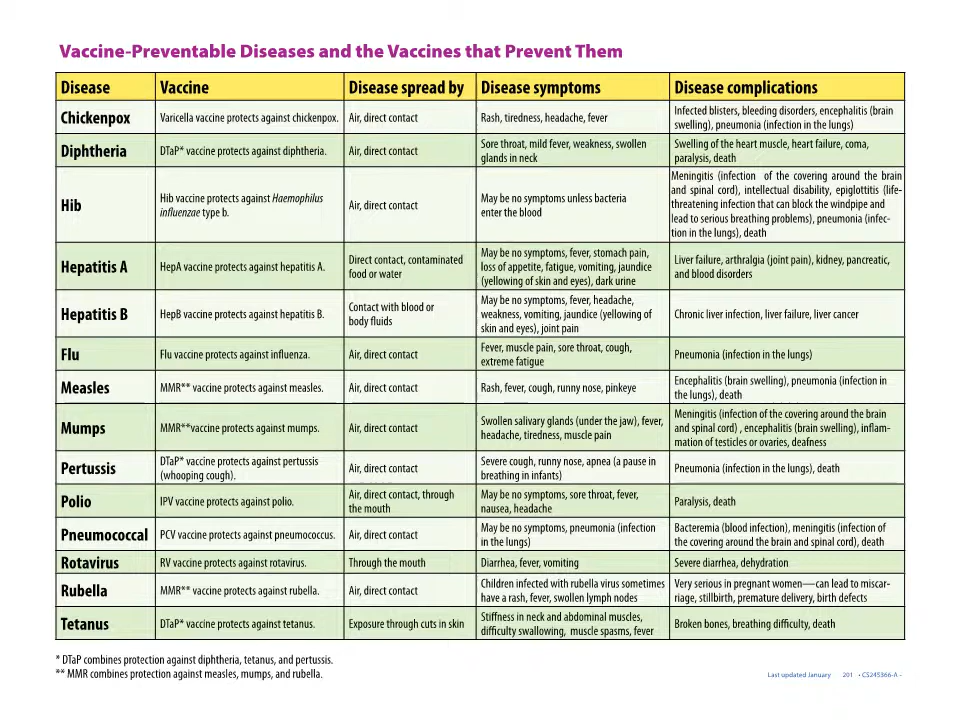 Vaccine-Preventable Diseases and the Vaccines that Prevent Them
Disease Vaccine Disease spread by Disease symptoms Disease complications
Chickenpox Varicella vaccine protects against chickenpox. Air, direct contact Rash, tiredness, headache, fever
Infected blisters, bleeding disorders, encephalitis (brain
swelling), pneumonia (infection in the lungs)
Diphtheria DTaP* vaccine protects against diphtheria. Air, direct contact
Sore throat, mild fever, weakness, swollen
glands in neck
Swelling of the heart muscle, heart failure, coma,
paralysis, death
Hib
Hib vaccine protects against Haemophilus
influenzae type b.
Air, direct contact
May be no symptoms unless bacteria
enter the blood
Meningitis (infection of the covering around the brain
and spinal cord), intellectual disability, epiglottitis (life-
threatening infection that can block the windpipe and
lead to serious breathing problems), pneumonia (infec-
tion in the lungs), death
Hepatitis A HepA vaccine protects against hepatitis A.
Direct contact, contaminated
food or water
May be no symptoms, fever, stomach pain,
loss of appetite, fatigue, vomiting, jaundice
(yellowing of skin and eyes), dark urine
Liver failure, arthralgia (joint pain), kidney, pancreatic,
and blood disorders
Hepatitis B HepB vaccine protects against hepatitis B.
Contact with blood or
body fluids
May be no symptoms, fever, headache,
weakness, vomiting, jaundice (yellowing of
skin and eyes), joint pain
Chronic liver infection, liver failure, liver cancer
Flu Flu vaccine protects against influenza. Air, direct contact
Fever, muscle pain, sore throat, cough,
extreme fatigue
Pneumonia (infection in the lungs)
Measles MMR** vaccine protects against measles. Air, direct contact Rash, fever, cough, runny nose, pinkeye
Encephalitis (brain swelling), pneumonia (infection in
the lungs), death
Mumps MMR**vaccine protects against mumps. Air, direct contact
Swollen salivary glands (under the jaw), fever,
headache, tiredness, muscle pain
Meningitis (infection of the covering around the brain
and spinal cord) , encephalitis (brain swelling), inflam-
mation of testicles or ovaries, deafness
Pertussis
DTaP* vaccine protects against pertussis
(whooping cough).
Air, direct contact
Severe cough, runny nose, apnea (a pause in
breathing in infants)
Pneumonia (infection in the lungs), death
Polio IPV vaccine protects against polio.
Air, direct contact, through
the mouth
May be no symptoms, sore throat, fever,
nausea, headache
Paralysis, death
Pneumococcal PCV vaccine protects against pneumococcus. Air, direct contact
May be no symptoms, pneumonia (infection
in the lungs)
Bacteremia (blood infection), meningitis (infection of
the covering around the brain and spinal cord), death
Rotavirus RV vaccine protects against rotavirus. Through the mouth Diarrhea, fever, vomiting Severe diarrhea, dehydration
Rubella MMR** vaccine protects against rubella. Air, direct contact
Children infected with rubella virus sometimes
have a rash, fever, swollen lymph nodes
Very serious in pregnant women—can lead to miscar-
riage, stillbirth, premature delivery, birth defects
Tetanus DTaP* vaccine protects against tetanus. Exposure through cuts in skin
Stiffness in neck and abdominal muscles,
difficulty swallowing, muscle spasms, fever
Broken bones, breathing difficulty, death
* DTaP combines protection against diphtheria, tetanus, and pertussis.
** MMR combines protection against measles, mumps, and rubella.
Last updated January 201 • CS245366-A –